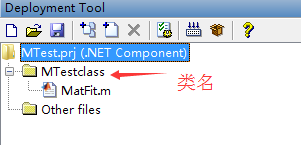 Deployment Tool
MTest.prj (.NET Component)
MTestclass
类名
MatFit.m
Other files